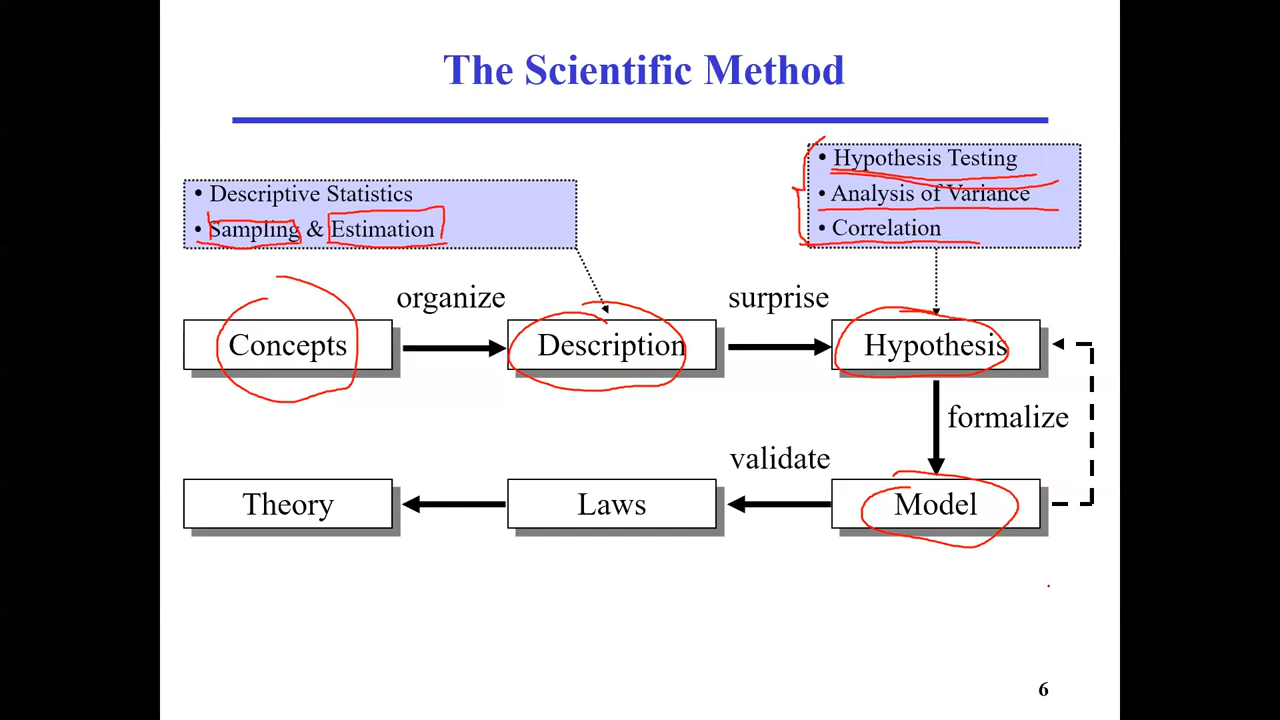 The Scientific Method
• Hypothesis Testing
• Analysis of Variance
• Correlation
• Descriptive Statistics
• Sampling & Estimation
organize
surprise
Concepts
Description
Hypothesis
formalize
validate
Theory
Laws
Model
6